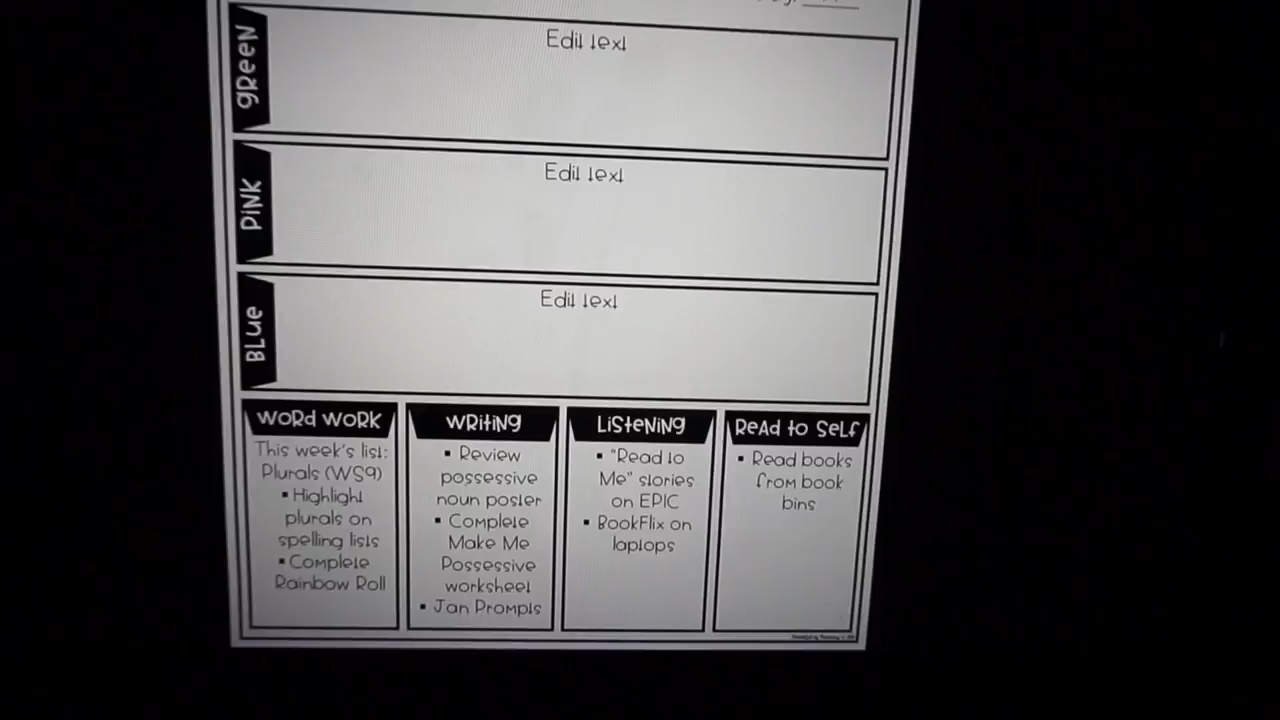 GReeN
Edit text
PiNK
Edit text
BLue
Edit text
WoRd WoRK
This week's list:
Plurals (WS9)
▪ Highlight
plurals on
spelling lists
▪ Complete
Rainbow Roll
WRitiNg
▪ Review
possessive
noun poster
▪ Complete
Make Me
Possessive
worksheet
▪ Jan Prompts
LiSteNiNg
▪ "Read to
Me" stories
on EPIC
▪ BookFlix on
laptops
ReAd to SeLf
▪ Read books
from book
bins